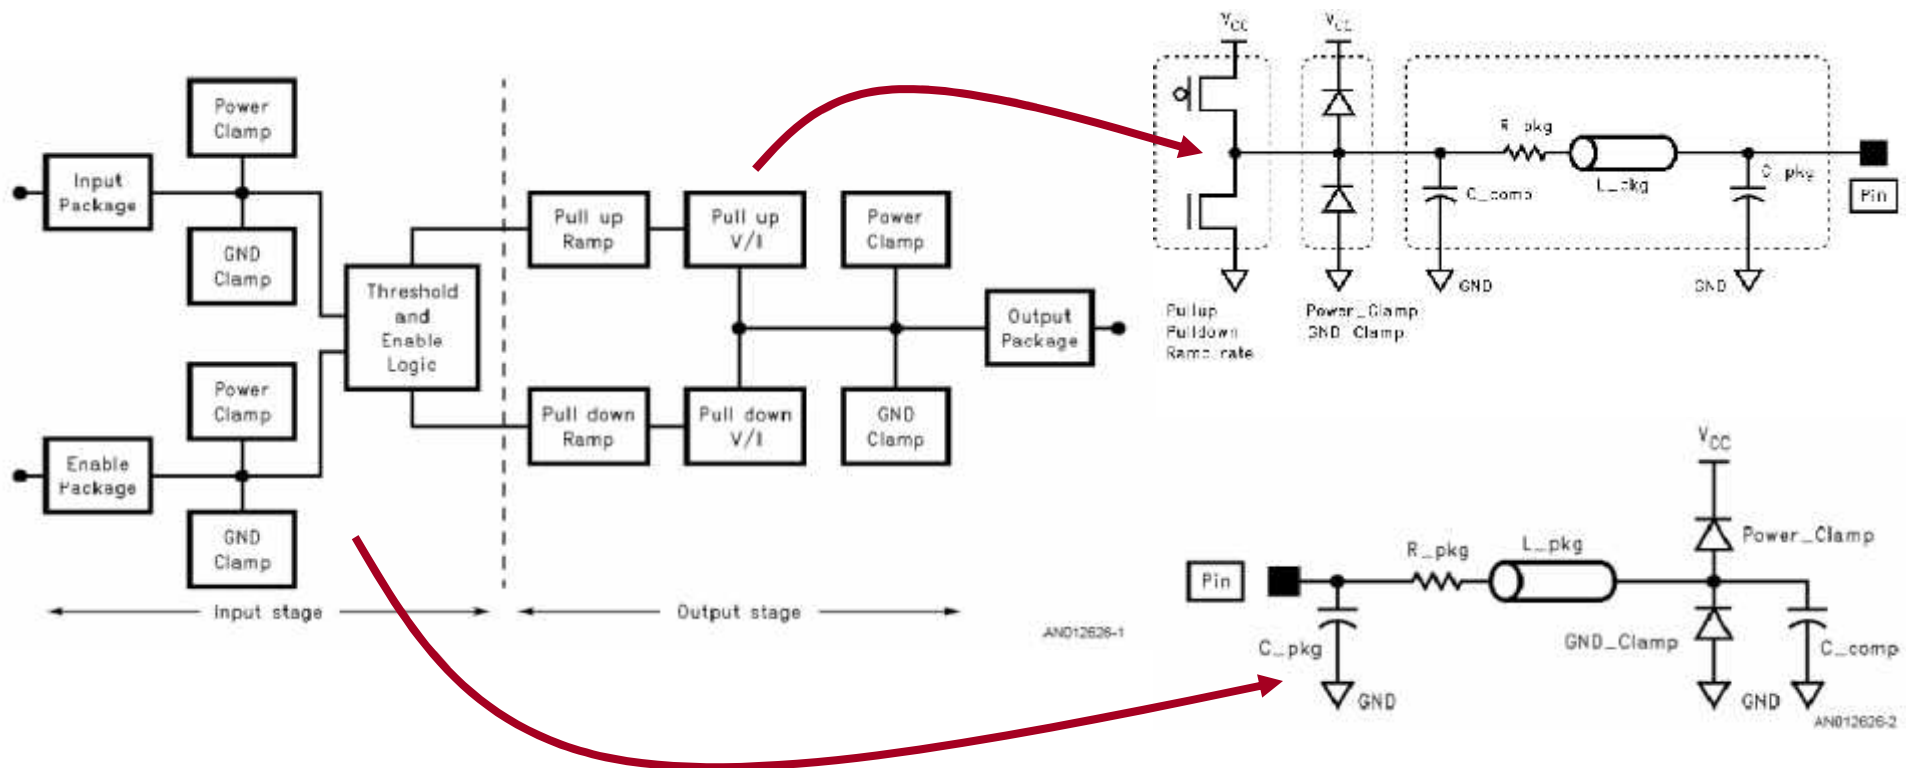 Power
Clamp
Input
Package
GND
Clamp
Threshold
and
Enable
Logic
Power
Clamp
Enable
Package
GND
Clamp
Input stage
Pull up
Ramp
Pull up
V/I
Power
Clamp
Output
Package
Pull down
Ramp
Pull down
V/I
GND
Clamp
Output stage
AN012626-1
VCC
VCC
R_pkg
L_pkg
C_comp
C_pkg
Pin
GND
GND
Pullup
Pulldown
Ramp rate
Power_Clamp
GND_Clamp
VCC
Power_Clamp
R_pkg
L_pkg
Pin
C_pkg
GND_Clamp
C_comp
GND
GND
AN012626-2